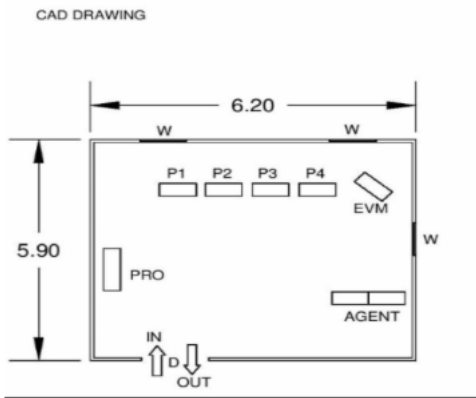 CAD DRAWING
6.20
W W
P1 P2 P3 P4
EVM
5.90
W
PRO
AGENT
IN
D
OUT